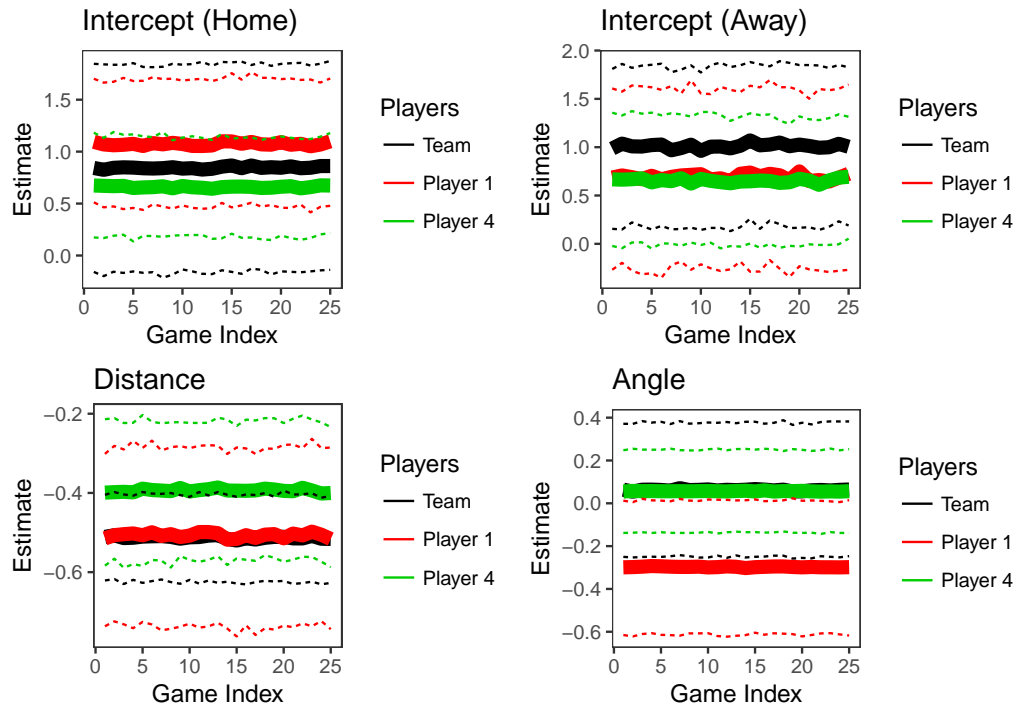 Intercept (Home)
1.5
1.0
0.5
0.0
Estimate
0 5 10 15 20 25
Game Index
Players
Team
Player 1
Player 4
Intercept (Away)
2.0
1.5
1.0
0.5
0.0
Estimate
0 5 10 15 20 25
Game Index
Players
Team
Player 1
Player 4
Distance
−0.2
−0.4
−0.6
Estimate
0 5 10 15 20 25
Game Index
Players
Team
Player 1
Player 4
Angle
0.4
0.2
0.0
−0.2
−0.4
−0.6
Estimate
0 5 10 15 20 25
Game Index
Players
Team
Player 1
Player 4